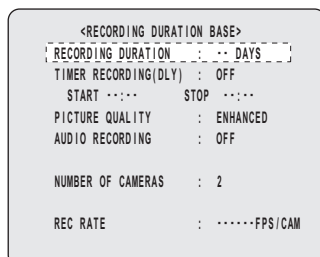 <RECORDING DURATION BASE>
RECORDING DURATION : -- DAYS
TIMER RECORDING(DLY) : OFF
START --:-- STOP --:--
PICTURE QUALITY : ENHANCED
AUDIO RECORDING : OFF
NUMBER OF CAMERAS : 2
REC RATE : ------FPS/CAM